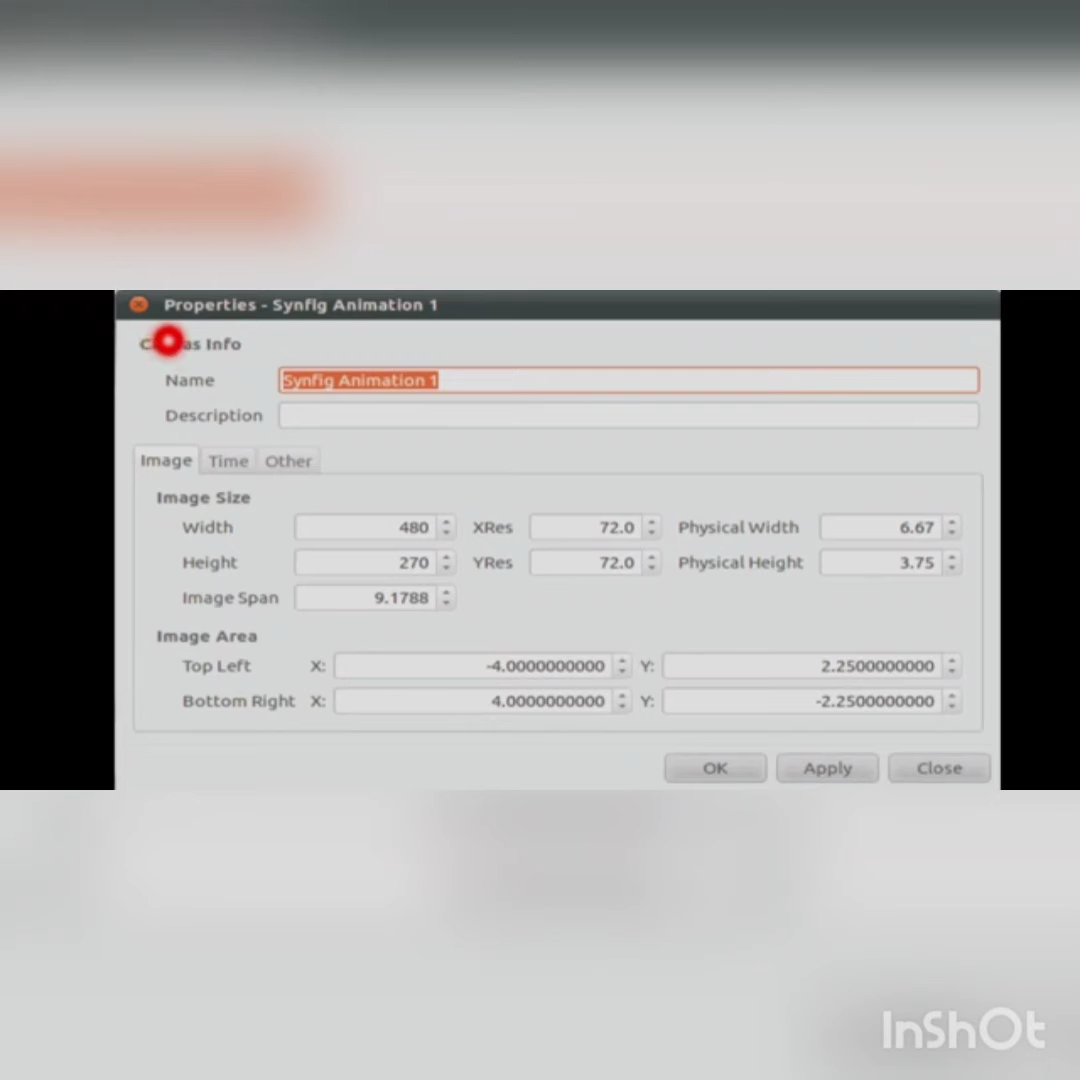 Properties - Synfig Animation 1
Canvas Info
Name Synfig Animation 1
Description
Image Time Other
Image Size
Width 480 XRes 72.0 Physical Width 6.67
Height 270 YRes 72.0 Physical Height 3.75
Image Span 9.1788
Image Area
Top Left X: -4.0000000000 Y: 2.2500000000
Bottom Right X: 4.0000000000 Y: -2.2500000000
OK Apply Close
InShOt